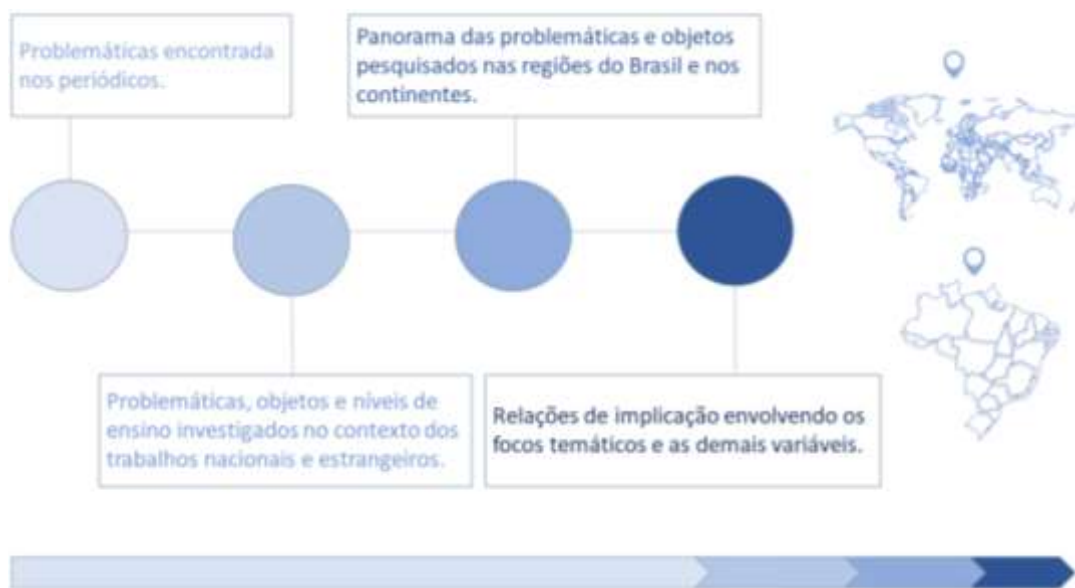 Problemáticas encontrada
nos periódicos.
Panorama das problemáticas e objetos
pesquisados nas regiões do Brasil e nos
continentes.
Problemáticas, objetos e níveis de
ensino investigados no contexto dos
trabalhos nacionais e estrangeiros.
Relações de implicação envolvendo os
focos temáticos e as demais variáveis.